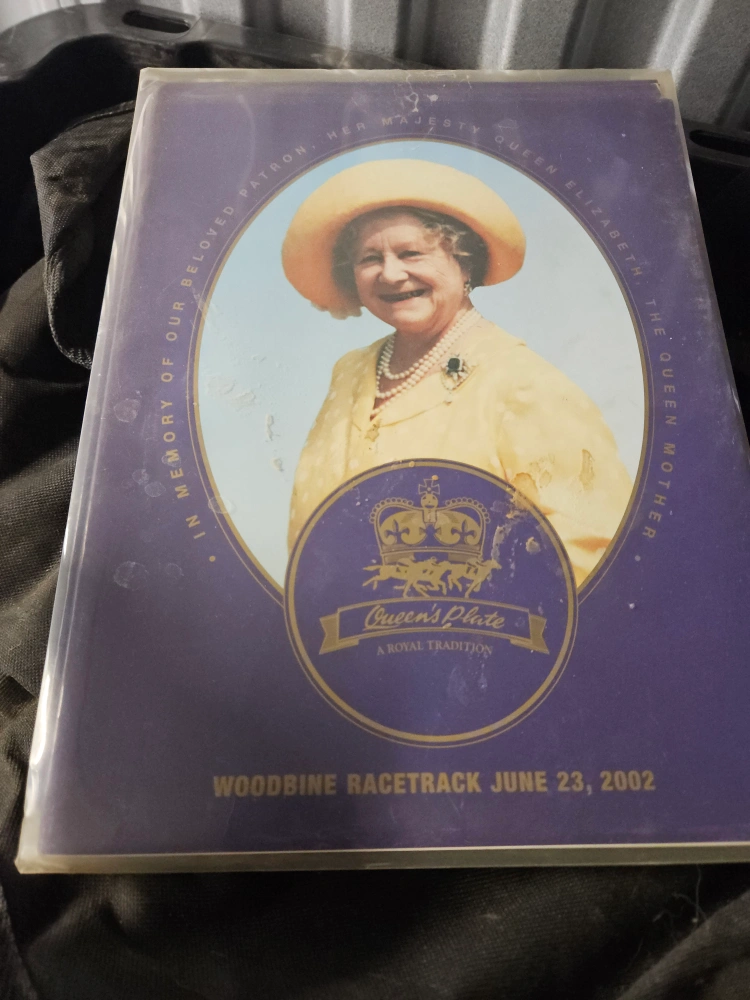 • IN MEMORY OF OUR BELOVED PATRON, HER MAJESTY QUEEN ELIZABETH, THE QUEEN MOTHER •
Queen's Plate
A ROYAL TRADITION
WOODBINE RACETRACK JUNE 23, 2002